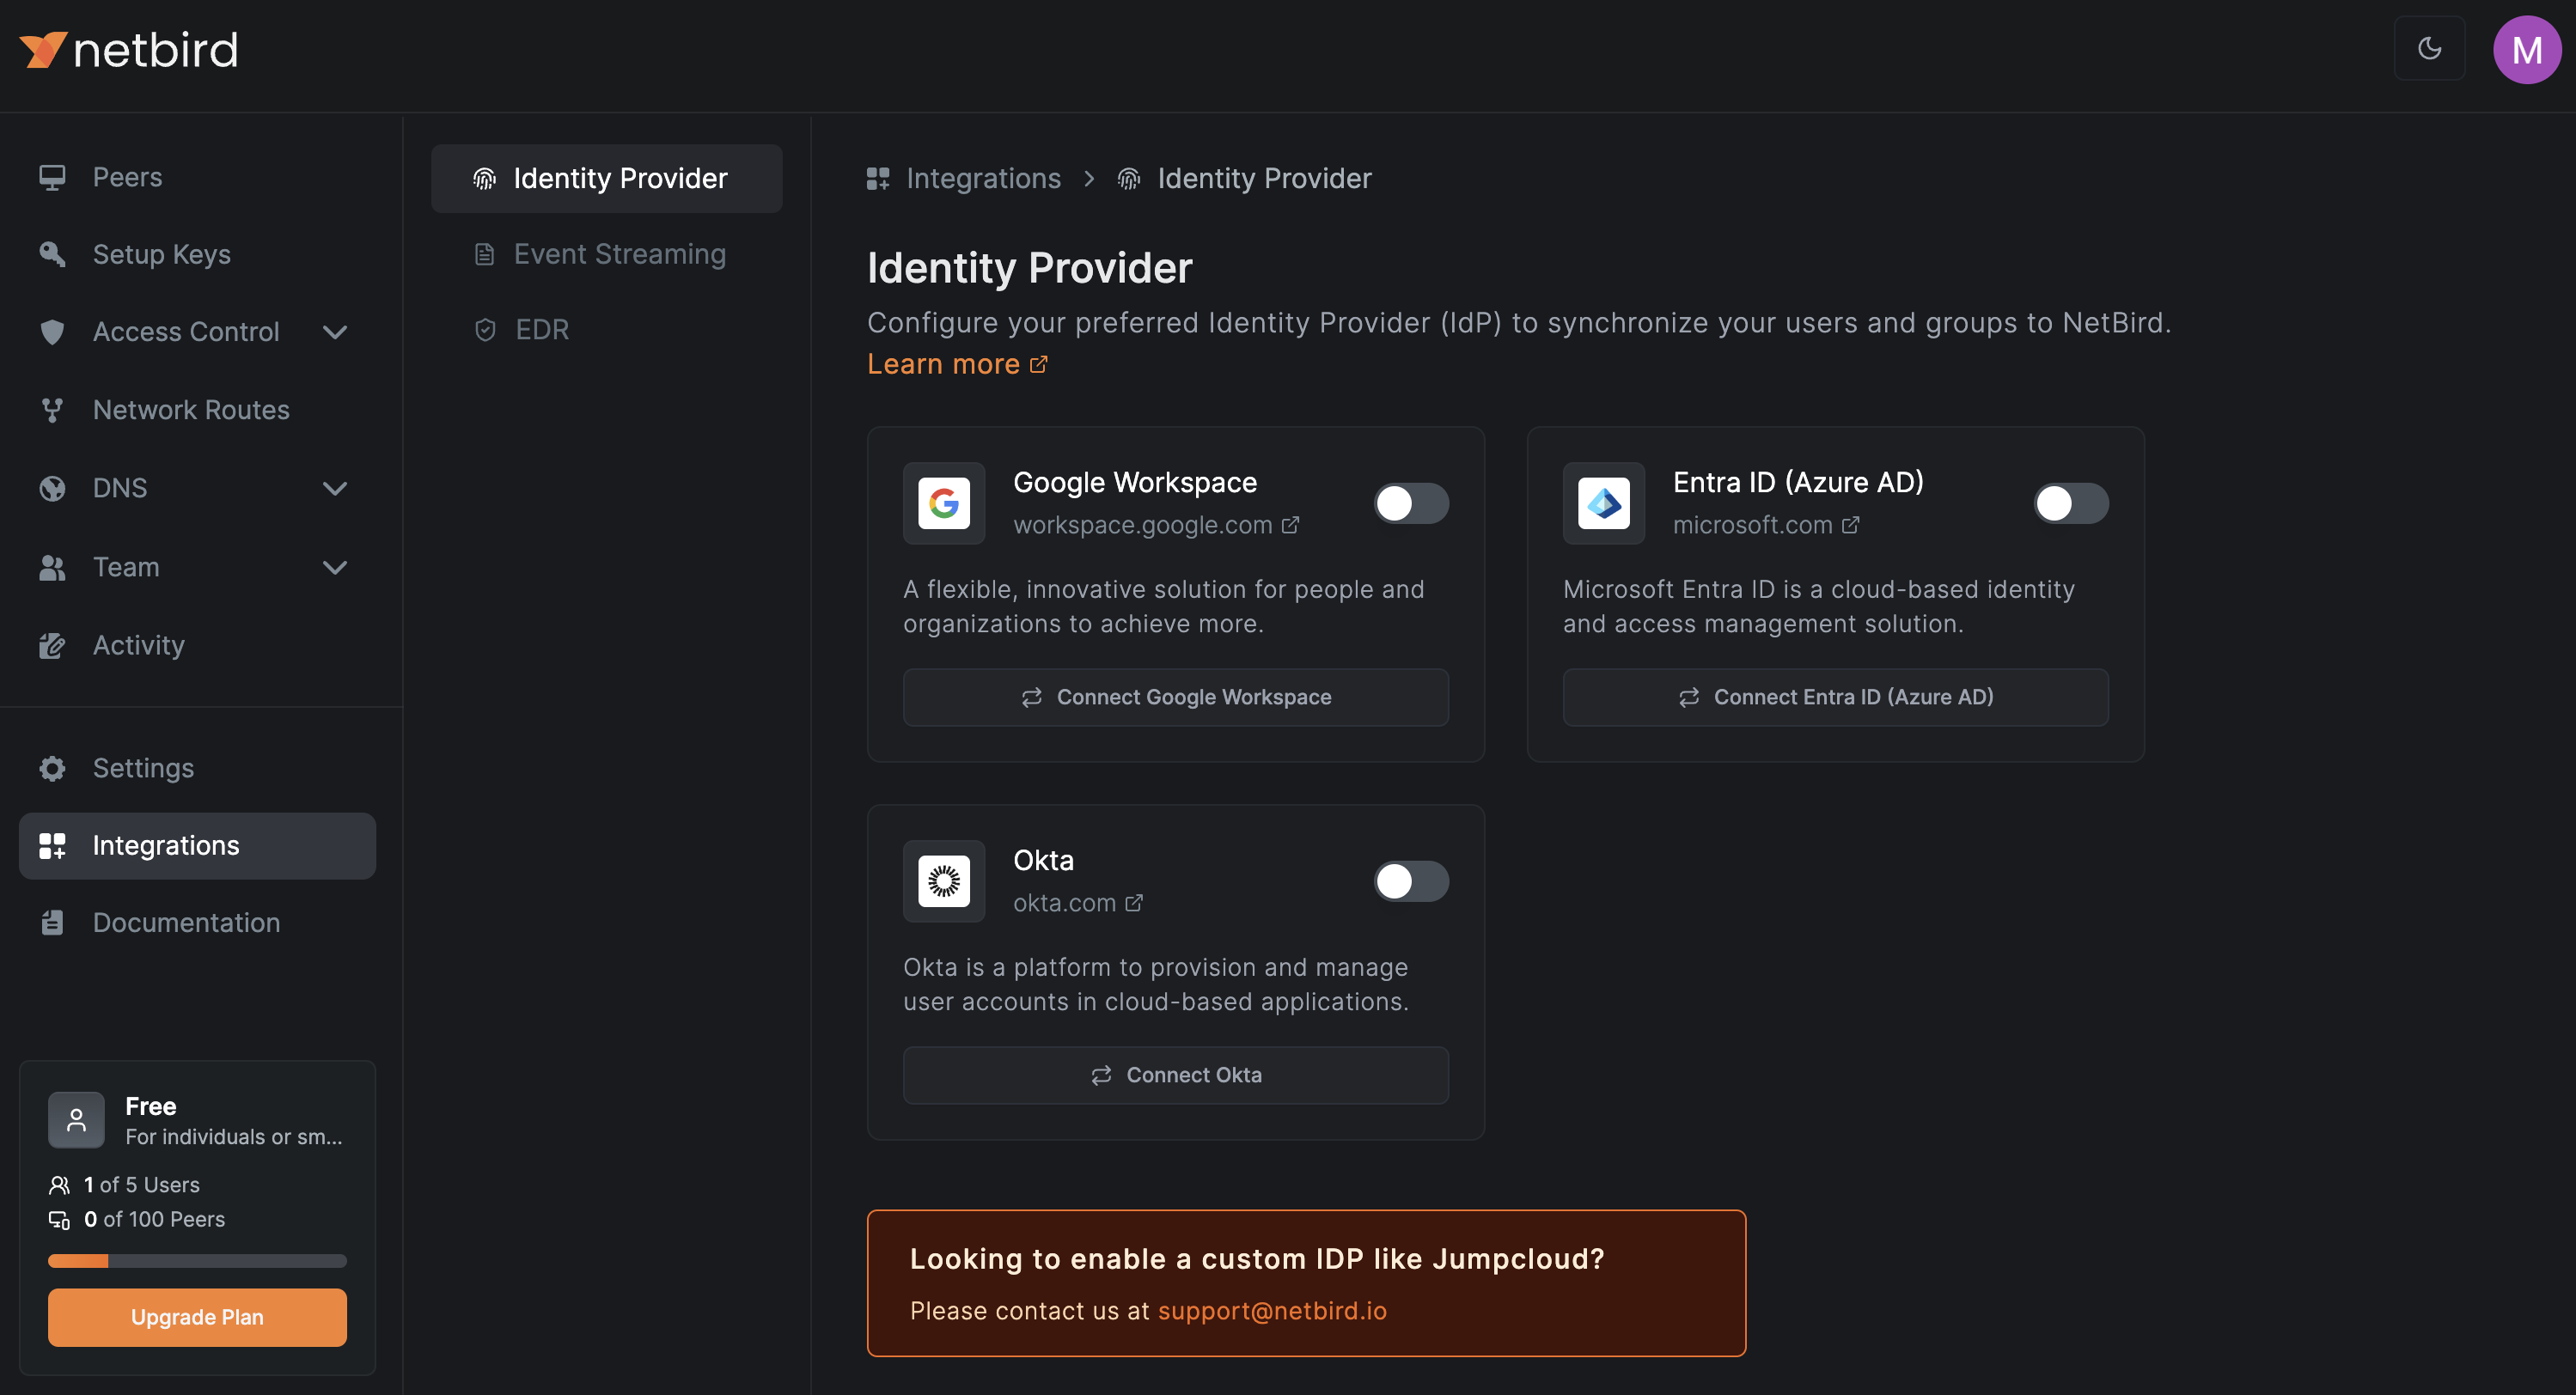 netbird
M
Peers
Setup Keys
Access Control
Network Routes
DNS
Team
Activity
Settings
Integrations
Documentation
Free
For individuals or sm...
1 of 5 Users
0 of 100 Peers
Upgrade Plan
Identity Provider
Event Streaming
EDR
Integrations > Identity Provider
Identity Provider
Configure your preferred Identity Provider (IdP) to synchronize your users and groups to NetBird.
Learn more
Google Workspace
workspace.google.com
A flexible, innovative solution for people and
organizations to achieve more.
Connect Google Workspace
Entra ID (Azure AD)
microsoft.com
Microsoft Entra ID is a cloud-based identity
and access management solution.
Connect Entra ID (Azure AD)
Okta
okta.com
Okta is a platform to provision and manage
user accounts in cloud-based applications.
Connect Okta
Looking to enable a custom IDP like Jumpcloud?
Please contact us at support@netbird.io